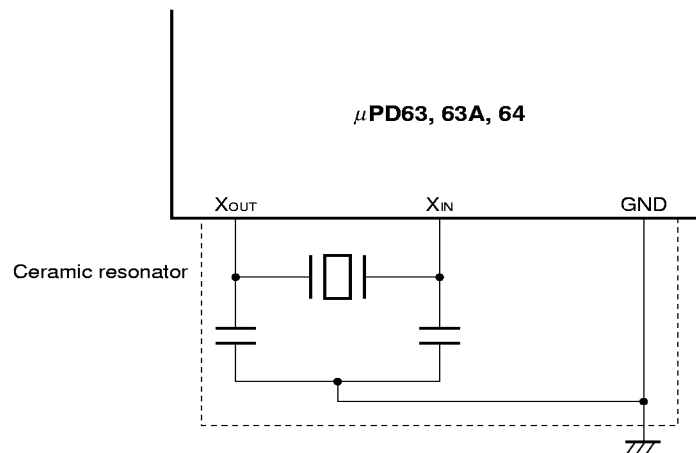 μPD63, 63A, 64
XOUT XIN GND
Ceramic resonator